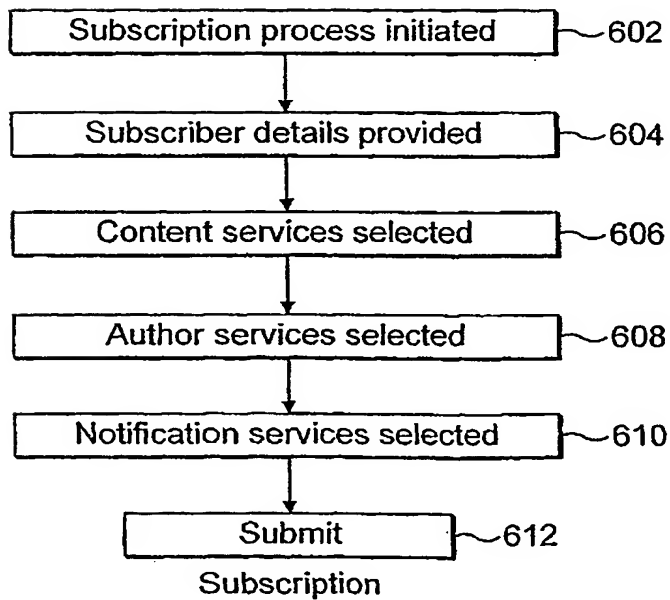 Subscription process initiated 602
Subscriber details provided 604
Content services selected 606
Author services selected 608
Notification services selected 610
Submit 612
Subscription